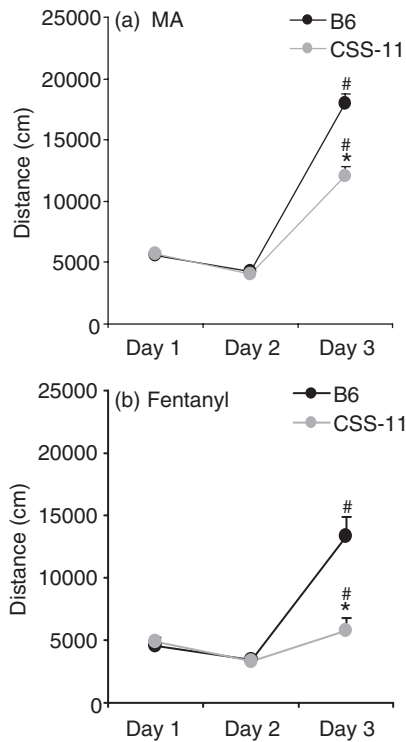 (a) MA
B6
CSS-11
25000
20000
15000
10000
5000
0
Distance (cm)
#
#
*
Day 1 Day 2 Day 3
(b) Fentanyl
B6
CSS-11
25000
20000
15000
10000
5000
0
Distance (cm)
#
#
*
Day 1 Day 2 Day 3